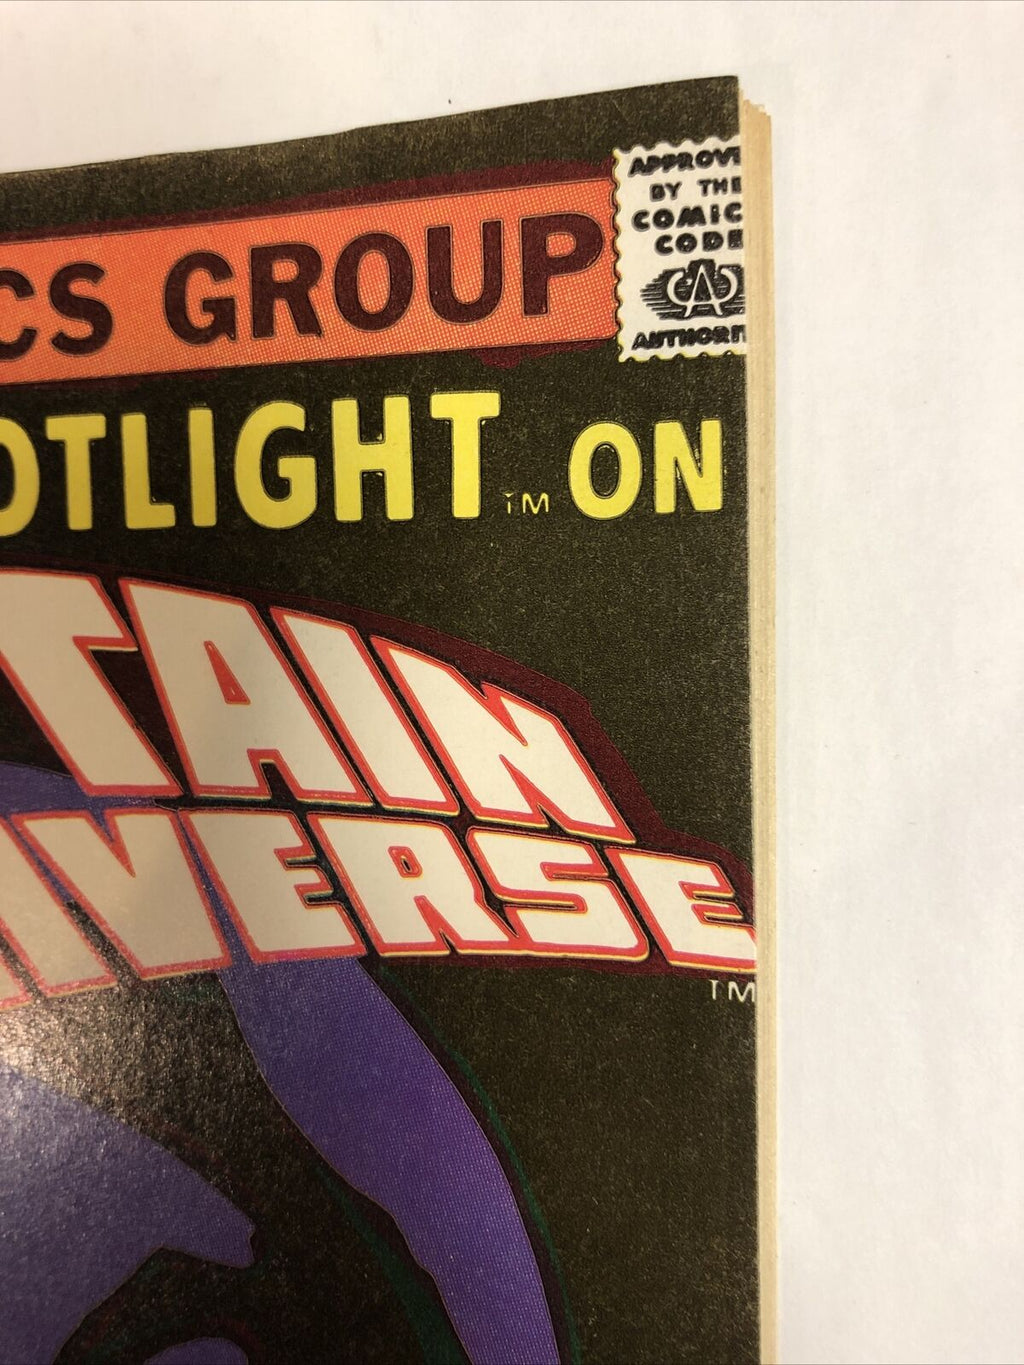 CS GROUP
APPROVE
BY THE
COMIC
CODE
A
AUTHORIT
OTLIGHT TM ON
TAIN
IVERSE
TM